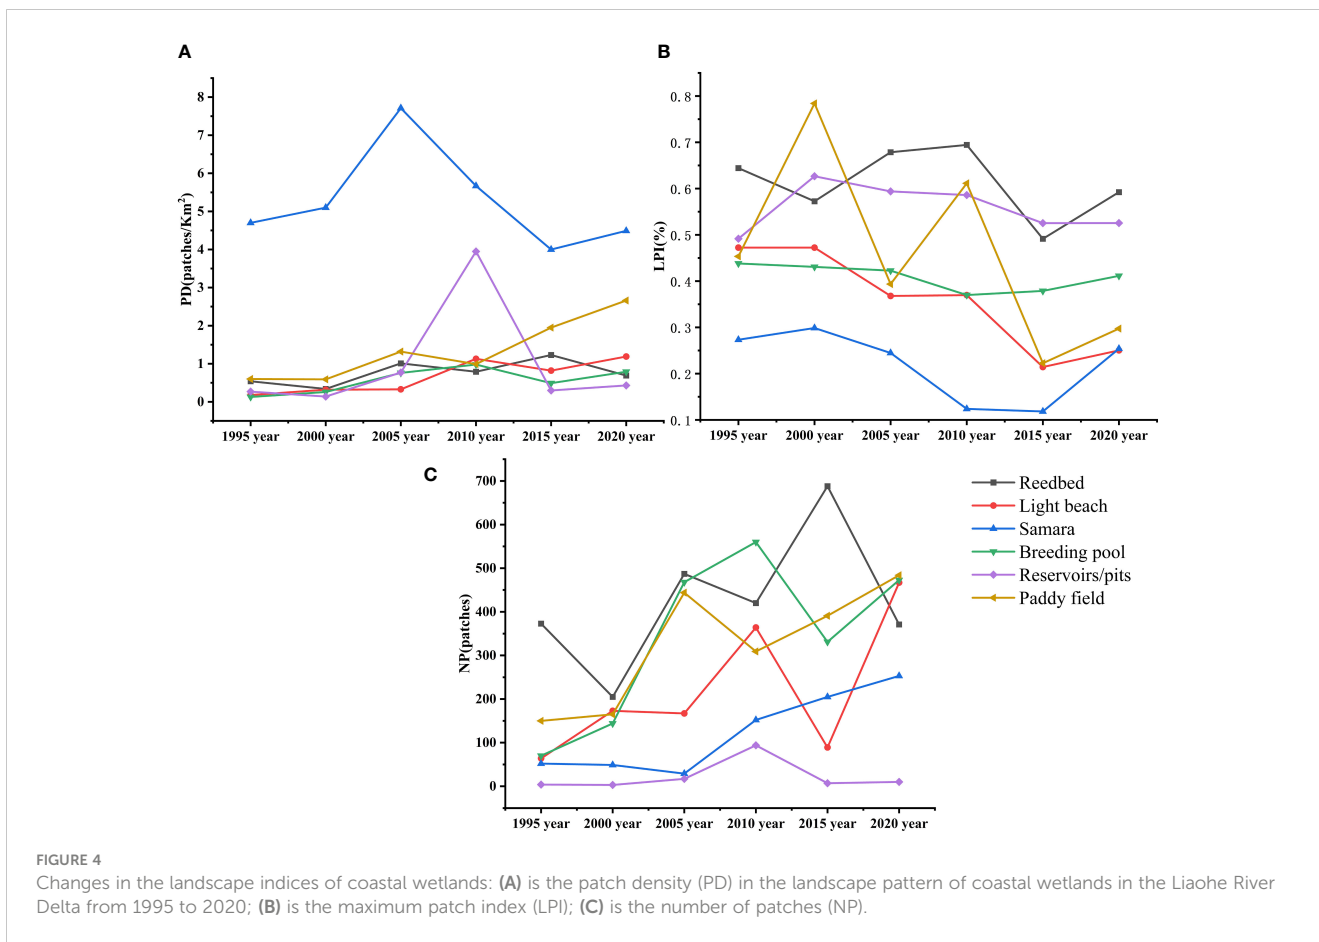 A
8
7
6
5
4
3
2
1
0
PD(patches/Km²)
1995 year 2000 year 2005 year 2010 year 2015 year 2020 year
B
0. 8
0. 7
0. 6
0. 5
0. 4
0. 3
0. 2
0. 1
LPI(%)
1995 year 2000 year 2005 year 2010 year 2015 year 2020 year
C
700
600
500
400
300
200
100
0
NP(patches)
1995 year 2000 year 2005 year 2010 year 2015 year 2020 year
Reedbed
Light beach
Samara
Breeding pool
Reservoirs/pits
Paddy field
FIGURE 4
Changes in the landscape indices of coastal wetlands: (A) is the patch density (PD) in the landscape pattern of coastal wetlands in the Liaohe River
Delta from 1995 to 2020; (B) is the maximum patch index (LPI); (C) is the number of patches (NP).